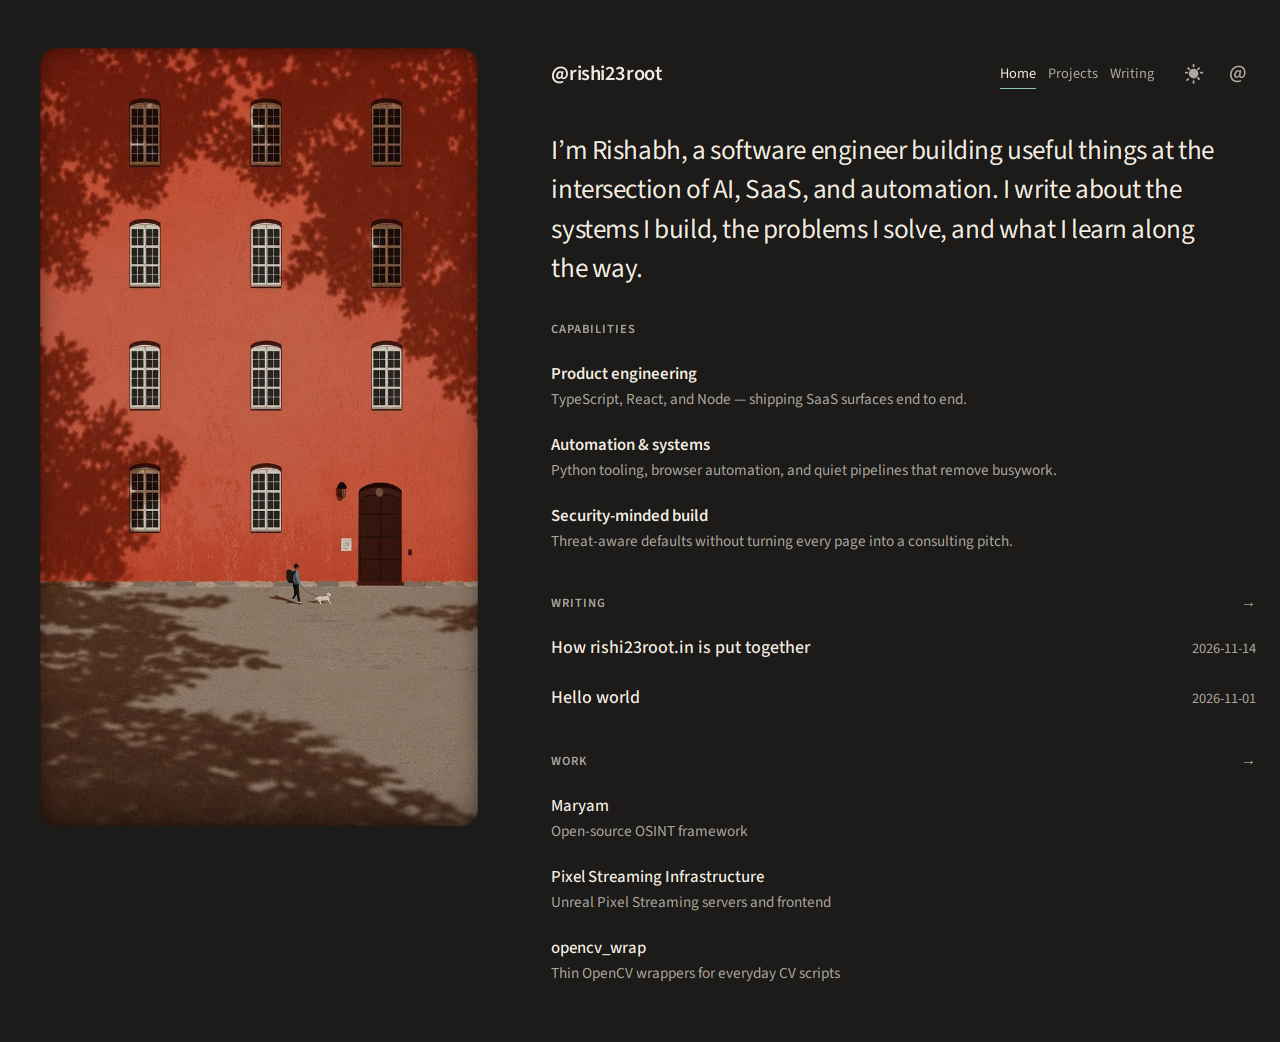 @rishi23root
Home Projects Writing @
I’m Rishabh, a software engineer building useful things at the
intersection of AI, SaaS, and automation. I write about the
systems I build, the problems I solve, and what I learn along
the way.
CAPABILITIES
Product engineering
TypeScript, React, and Node — shipping SaaS surfaces end to end.
Automation & systems
Python tooling, browser automation, and quiet pipelines that remove busywork.
Security-minded build
Threat-aware defaults without turning every page into a consulting pitch.
WRITING →
How rishi23root.in is put together 2026-11-14
Hello world 2026-11-01
WORK →
Maryam
Open-source OSINT framework
Pixel Streaming Infrastructure
Unreal Pixel Streaming servers and frontend
opencv_wrap
Thin OpenCV wrappers for everyday CV scripts